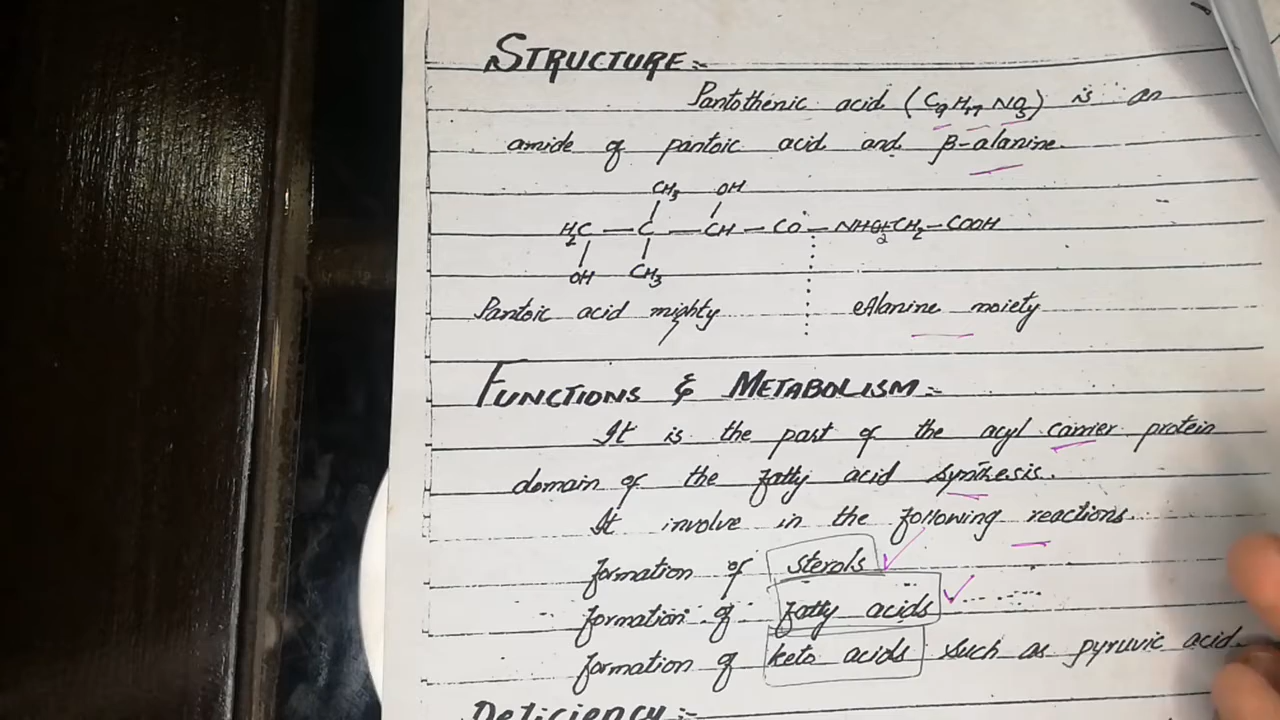 STRUCTURE:-
Pantothenic acid (C9H17NO5) is an
amide of pantoic acid and β-alanine.
CH3 OH
H2C — C — CH — CO — NHCH2CH2—COOH
OH CH3
Pantoic acid mighty Alanine moiety
FUNCTIONS & METABOLISM:-
It is the part of the acyl carrier protein
domain of the fatty acid synthesis.
It involve in the following reactions
formation of sterols
formation of fatty acids
formation of keto acids such as pyruvic acid.
Deficiency:-